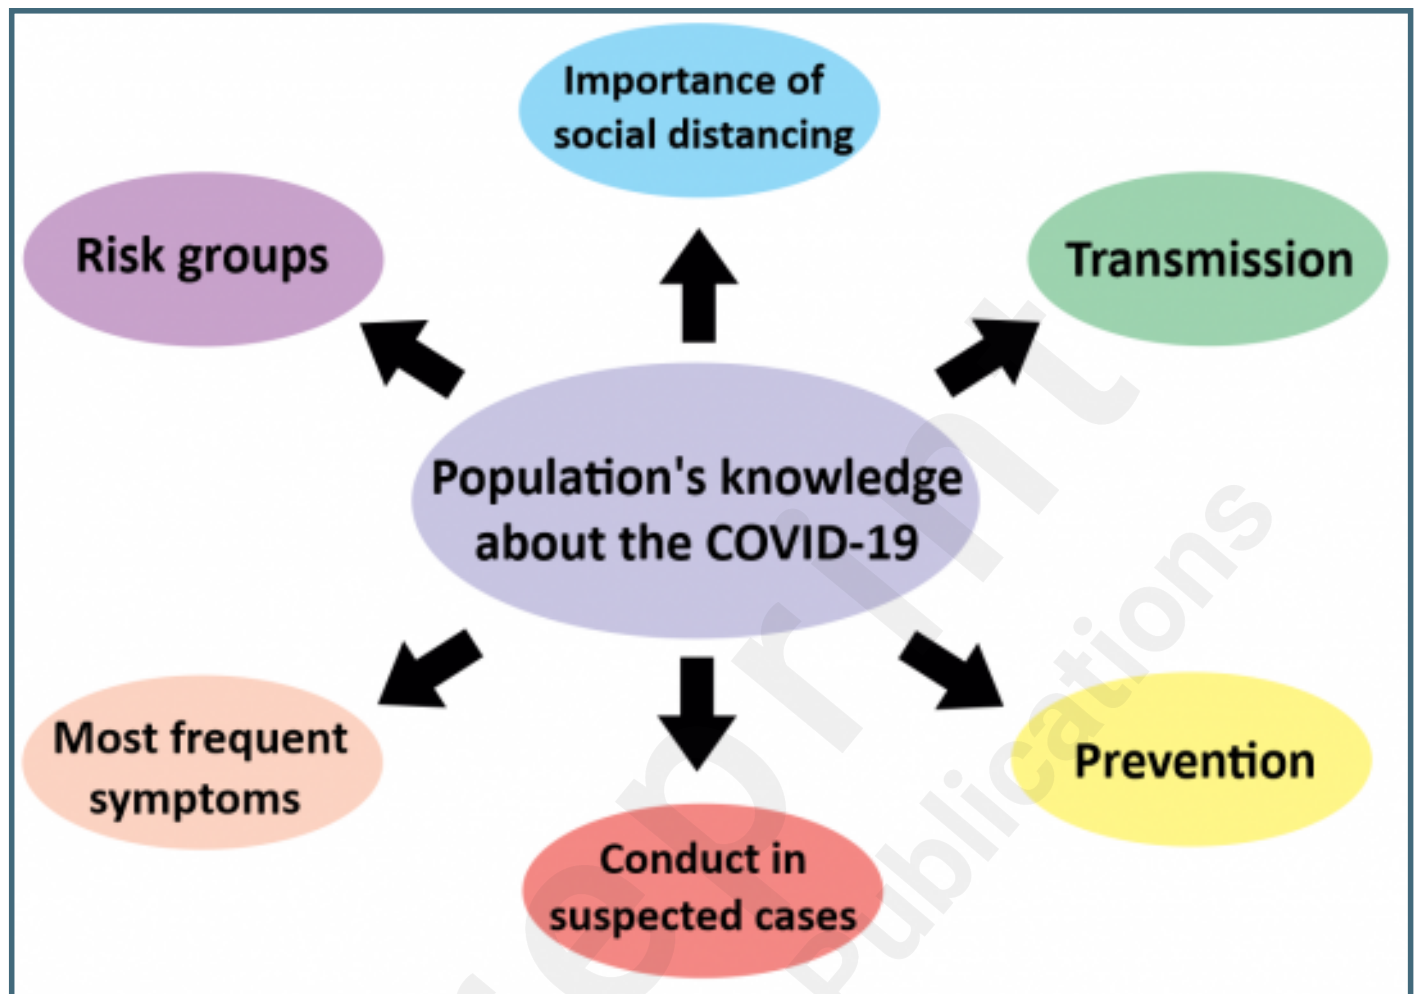 Importance of
social distancing
Risk groups
Transmission
Population's knowledge
about the COVID-19
Most frequent
symptoms
Prevention
Conduct in
suspected cases
eprint
Publications